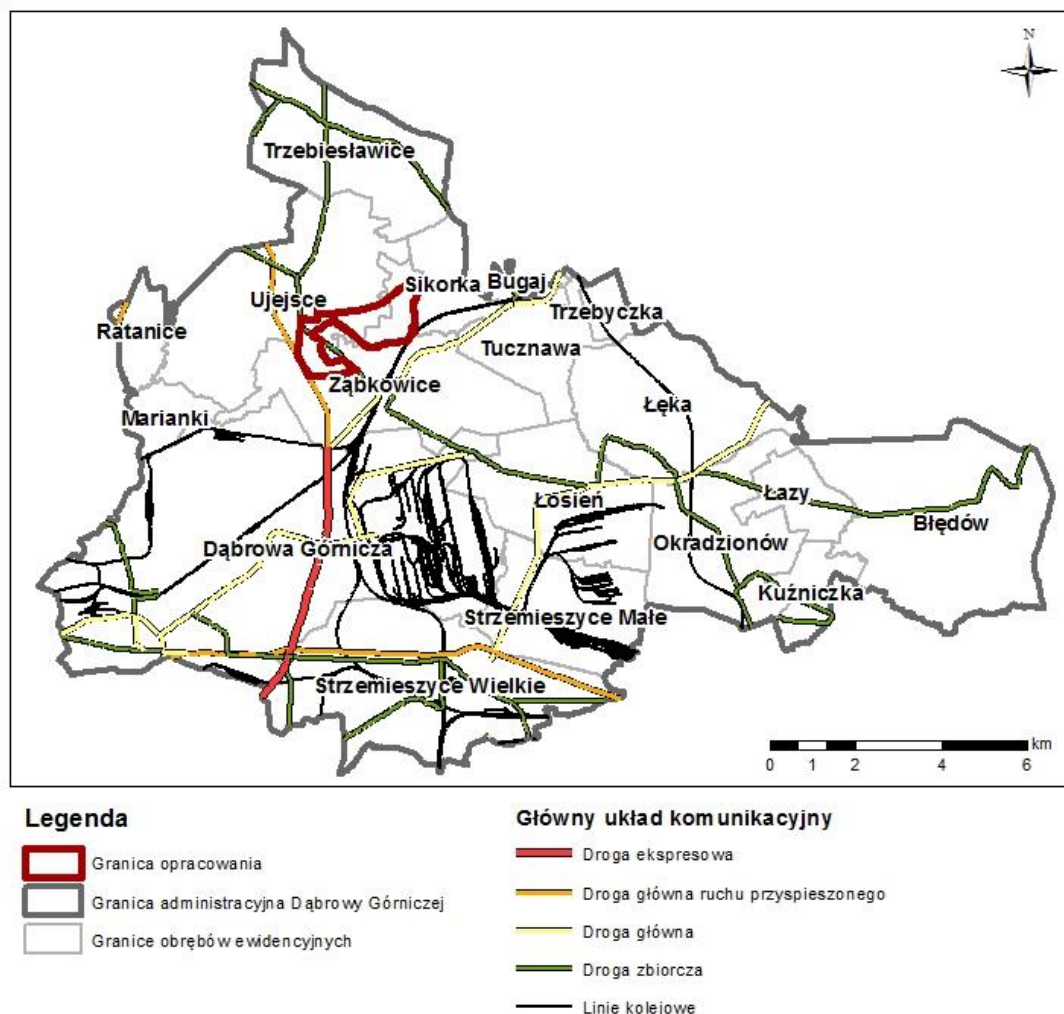 N
Trzebiesławice
Sikorka
Bugaj
Ujejsce
Trzebyczka
Ratanice
Tucznawa
Ząbkowice
Łęka
Marianki
Łosień
Łazy
Błędów
Dąbrowa Górnicza
Okradzionów
Kuźniczka
Strzemieszyce Małe
Strzemieszyce Wielkie
km
0 1 2 4 6
Legenda
Granica opracowania
Granica administracyjna Dąbrowy Górniczej
Granice obrębów ewidencyjnych
Główny układ komunikacyjny
Droga ekspresowa
Droga główna ruchu przyspieszonego
Droga główna
Droga zbiorcza
Linie kolejowe